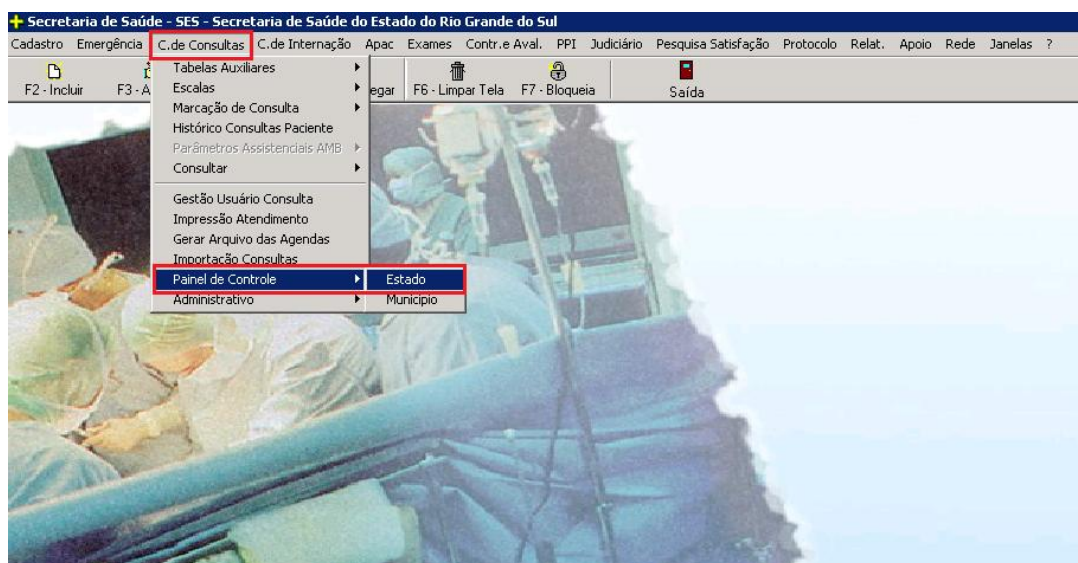 Secretaria de Saúde - SES - Secretaria de Saúde do Estado do Rio Grande do Sul
Cadastro Emergência C.de Consultas C.de Internação Apac Exames Contr.e Aval. PPI Judiciário Pesquisa Satisfação Protocolo Relat. Apoio Rede Janelas ?
F2 - Incluir F3 - A egar F6 - Limpar Tela F7 - Bloqueia Saída
Tabelas Auxiliares
Escalas
Marcação de Consulta
Histórico Consultas Paciente
Parâmetros Assistenciais AMB
Consultar
Gestão Usuário Consulta
Impressão Atendimento
Gerar Arquivo das Agendas
Importação Consultas
Painel de Controle Estado
Administrativo Municipio